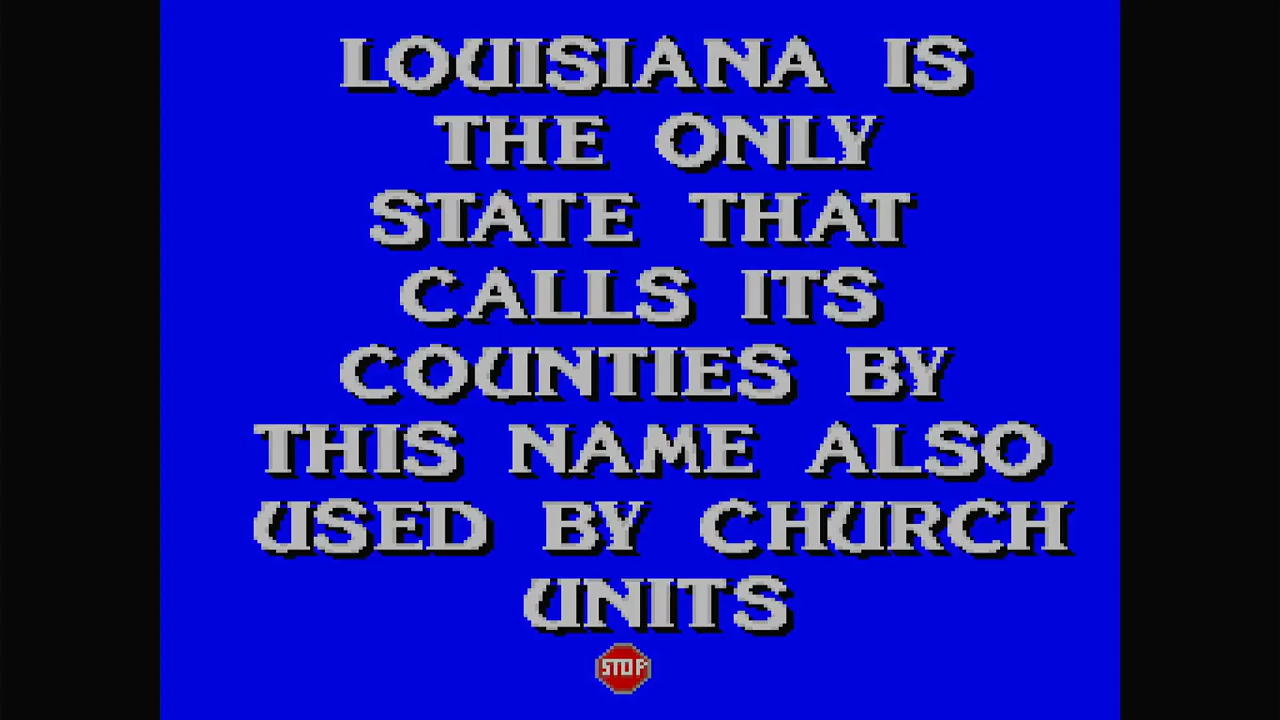 LOUISIANA IS
THE ONLY
STATE THAT
CALLS ITS
COUNTIES BY
THIS NAME ALSO
USED BY CHURCH
UNITS
STOP